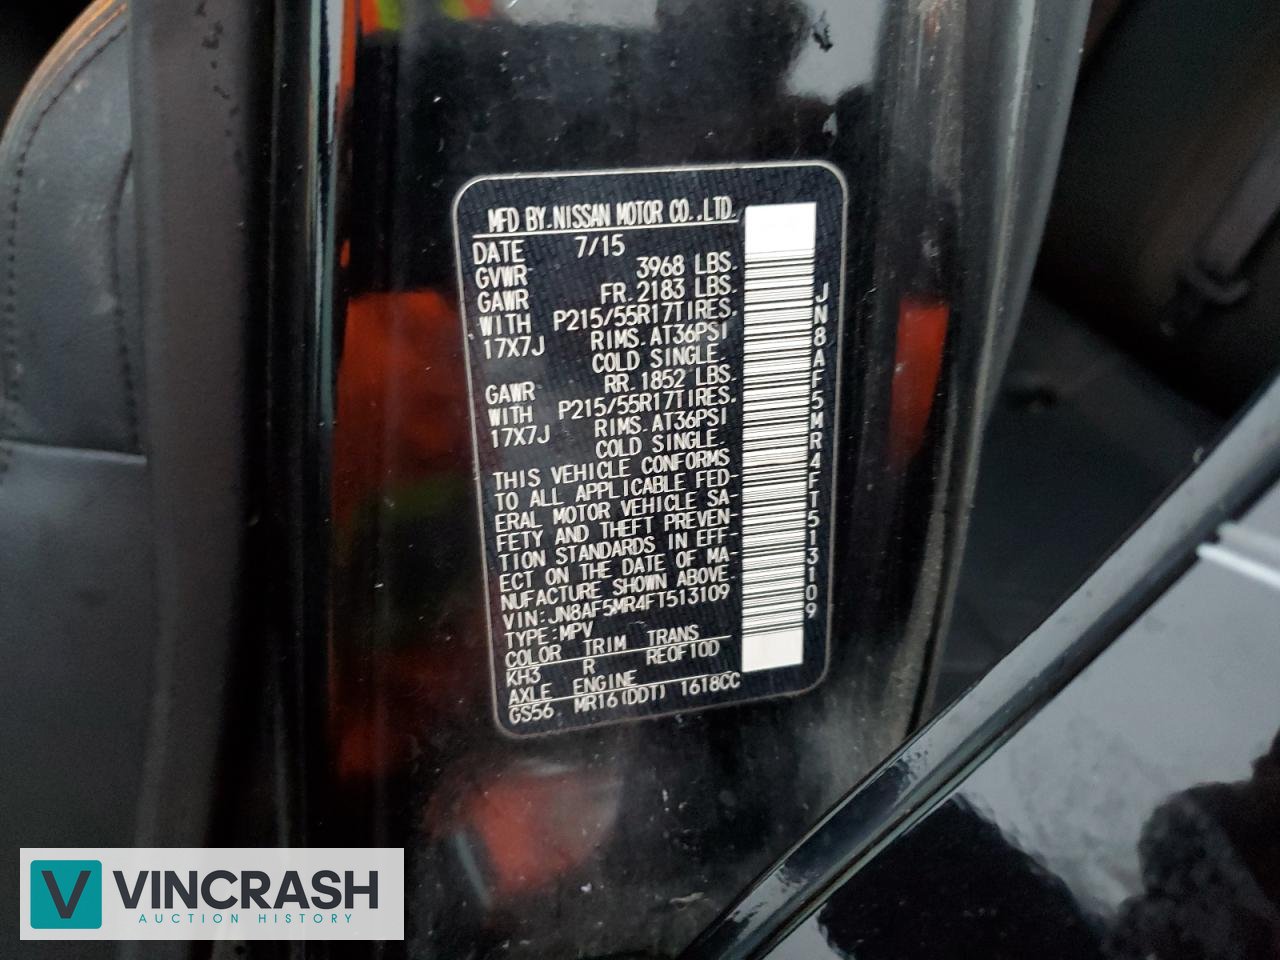 MFD BY.NISSAN MOTOR CO.,LTD.
DATE 7/15
GVWR 3968 LBS.
GAWR FR. 2183 LBS.
WITH P215/55R17TIRES.
17X7J RIMS. AT36PSI
COLD SINGLE.
GAWR RR. 1852 LBS.
WITH P215/55R17TIRES.
17X7J RIMS. AT36PSI
COLD SINGLE.
THIS VEHICLE CONFORMS
TO ALL APPLICABLE FED-
ERAL MOTOR VEHICLE SA-
FETY AND THEFT PREVEN-
TION STANDARDS IN EFF-
ECT ON THE DATE OF MA-
NUFACTURE SHOWN ABOVE.
VIN:JN8AF5MR4FT513109
TYPE:MPV
COLOR TRIM TRANS
KH3 R RE0F10D
AXLE ENGINE
GS56 MR16(DDT) 1618CC
JN8AF5MR4FT513109
V VINCRASH
AUCTION HISTORY